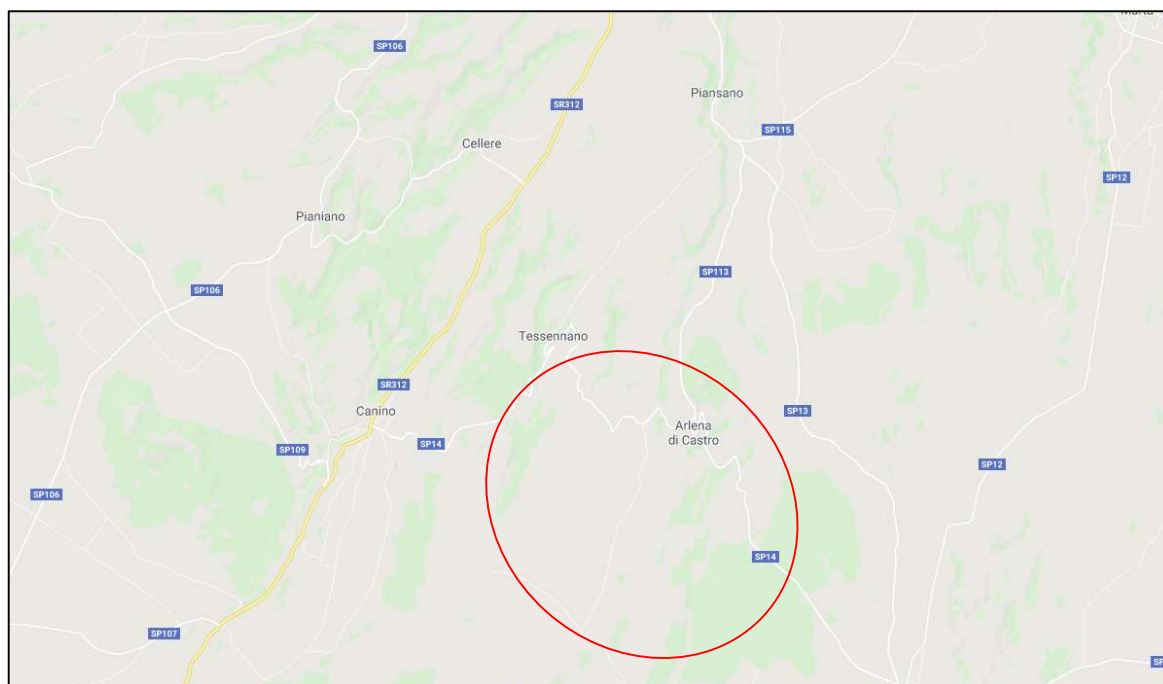 SP106
Piansano
SR312
SP115
Cellere
SP12
Pianiano
SP113
SP106
Tessennano
SR312
Canino
SP13
Arlena
di Castro
SP14
SP109
SP12
SP106
SP14
SP107